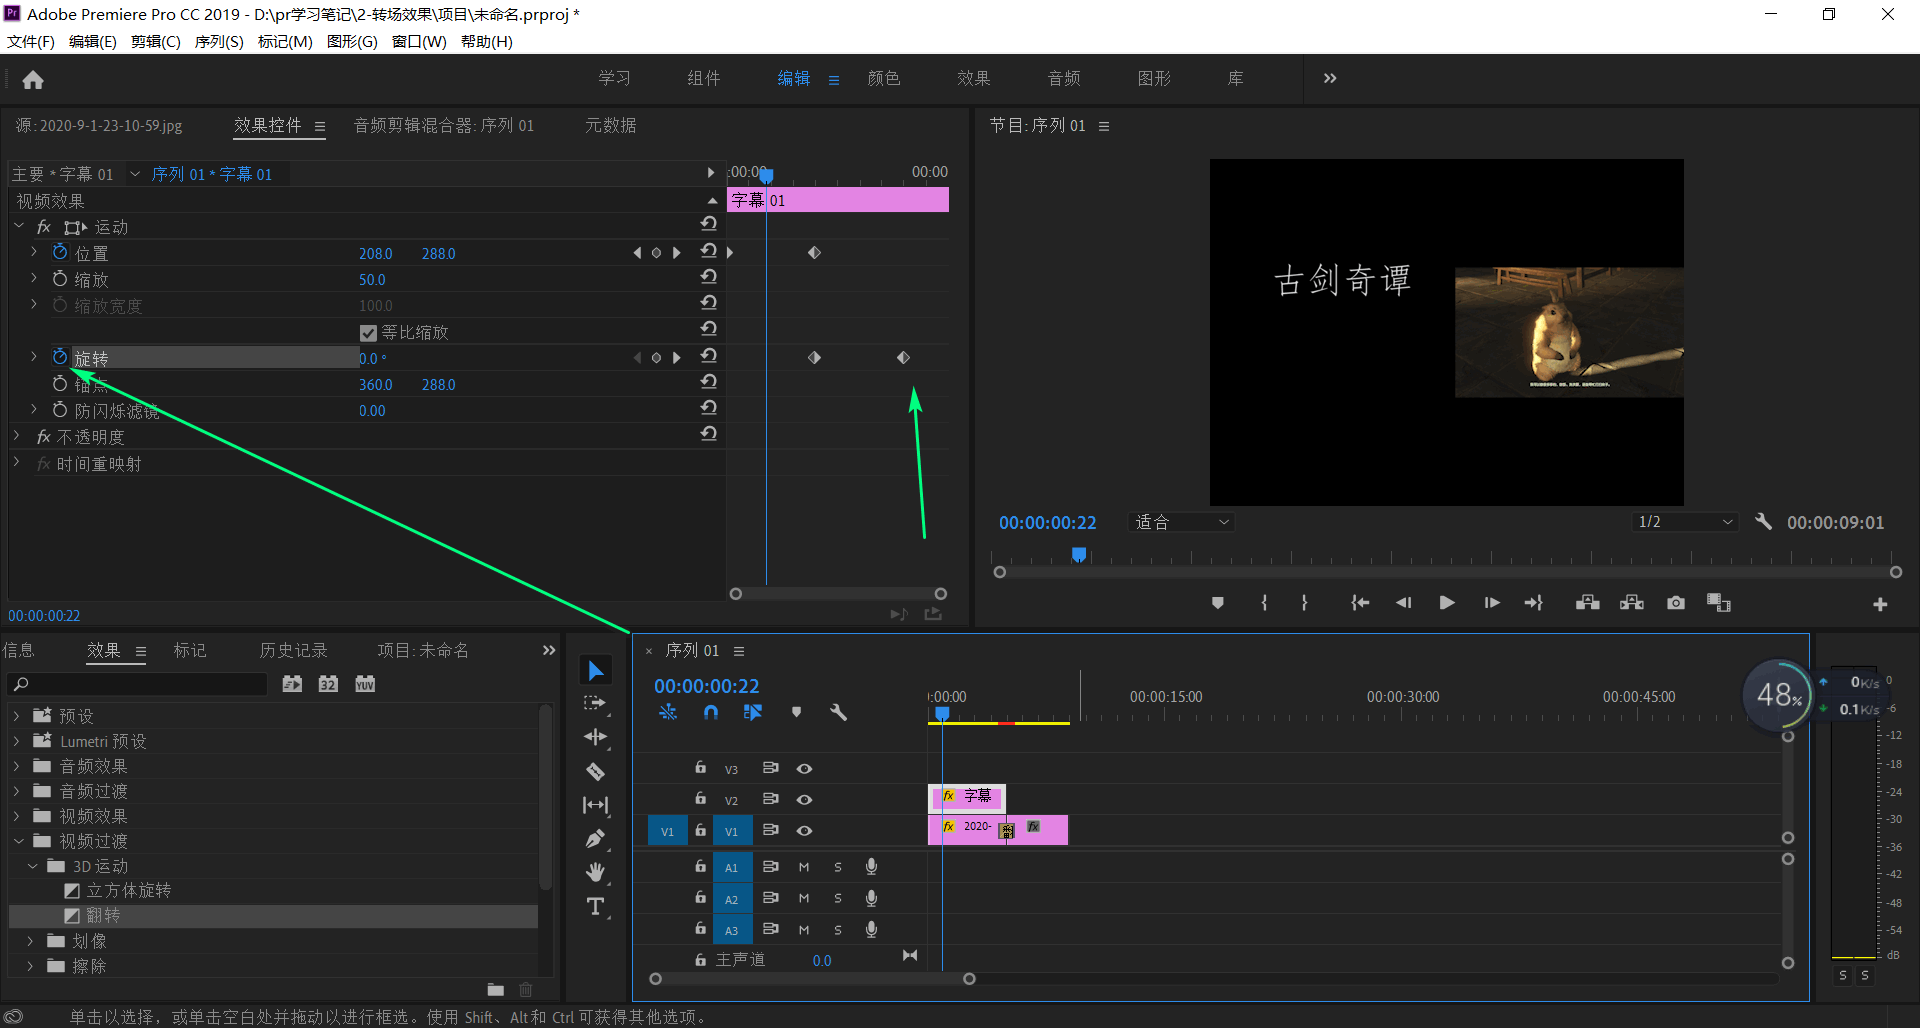 Adobe Premiere Pro CC 2019 - D:\pr学习笔记\2-转场效果\项目\未命名.prproj *
文件(F) 编辑(E) 剪辑(C) 序列(S) 标记(M) 图形(G) 窗口(W) 帮助(H)
学习 组件 编辑 颜色 效果 音频 图形 库
源: 2020-9-1-23-10-59.jpg 效果控件 音频剪辑混合器: 序列 01 元数据
节目: 序列 01
主要 * 字幕 01 序列 01 * 字幕 01
:00:00 00:00
视频效果
字幕 01
fx 运动
位置 208.0 288.0
缩放 50.0
缩放宽度 100.0
等比缩放
旋转 0.0 °
锚点 360.0 288.0
防闪烁滤镜 0.00
fx 不透明度
fx 时间重映射
古剑奇谭
00:00:00:22 适合 1/2 00:00:09:01
00:00:00:22
信息 效果 标记 历史记录 项目: 未命名
32 YUV
预设
Lumetri 预设
音频效果
音频过渡
视频效果
视频过渡
3D 运动
立方体旋转
翻转
划像
擦除
× 序列 01
00:00:00:22
:00:00 00:00:15:00 00:00:30:00 00:00:45:00
V3
V2 fx 字幕
V1 V1 fx 2020- fx
A1 M S
A2 M S
A3 M S
主声道 0.0
48% 0K/s
0.1K/s
0
-6
-12
-18
-24
-30
-36
-42
-48
-54
dB
S S
单击以选择，或单击空白处并拖动以进行框选。使用 Shift、Alt 和 Ctrl 可获得其他选项。